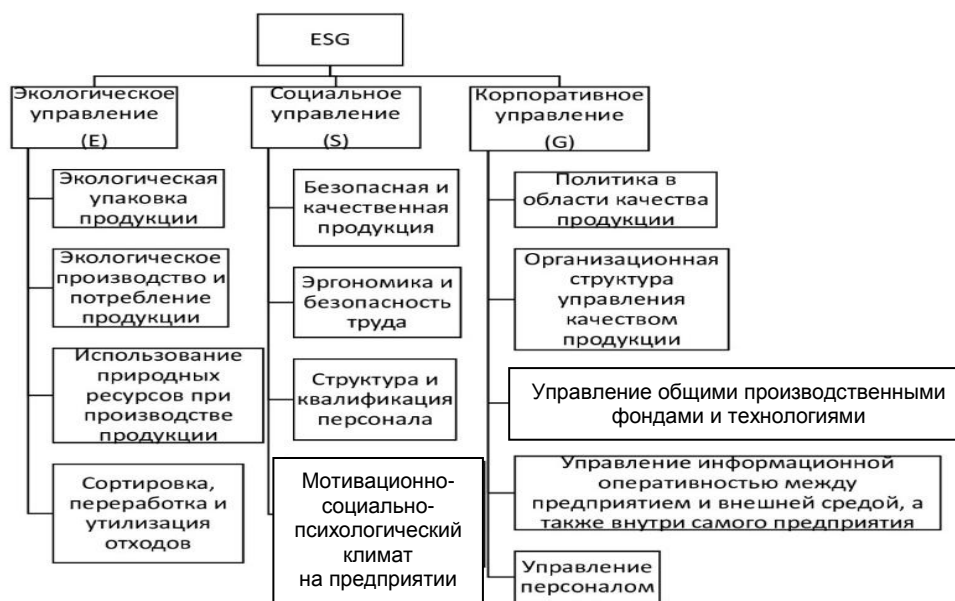 ESG
Экологическое
управление
(E)
Экологическая
упаковка
продукции
Экологическое
производство и
потребление
продукции
Использование
природных
ресурсов при
производстве
продукции
Сортировка,
переработка и
утилизация
отходов
Социальное
управление
(S)
Безопасная и
качественная
продукция
Эргономика и
безопасность
труда
Структура и
квалификация
персонала
Мотивационно-
социально-
психологический
климат
на предприятии
Корпоративное
управление
(G)
Политика в
области качества
продукции
Организационная
структура
управления
качеством
продукции
Управление общими производственными
фондами и технологиями
Управление информационной
оперативностью между
предприятием и внешней средой, а
также внутри самого предприятия
Управление
персоналом